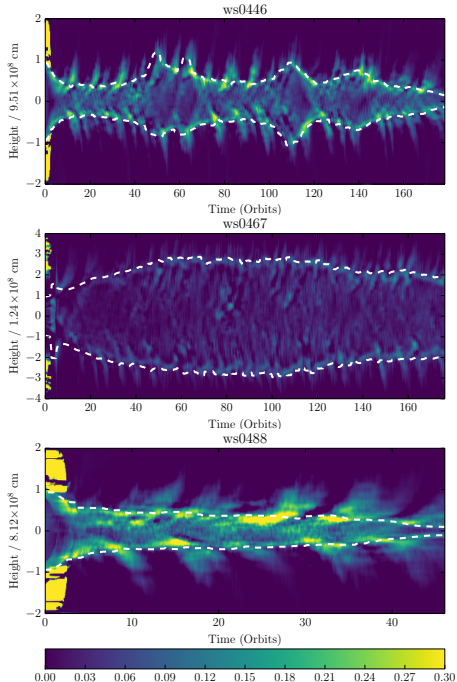 ws0446
2
1
0
−1
−2
Height / 9.51×10⁸ cm
0 20 40 60 80 100 120 140 160
Time (Orbits)
ws0467
4
3
2
1
0
−1
−2
−3
−4
Height / 1.24×10⁸ cm
0 20 40 60 80 100 120 140 160
Time (Orbits)
ws0488
2
1
0
−1
−2
Height / 8.12×10⁸ cm
0 10 20 30 40
Time (Orbits)
0.00 0.03 0.06 0.09 0.12 0.15 0.18 0.21 0.24 0.27 0.30